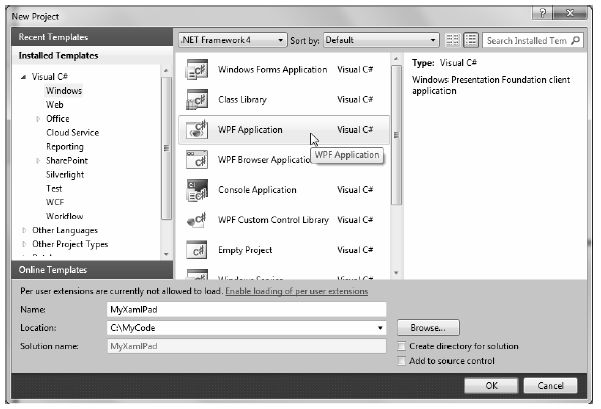 New Project
Recent Templates
Installed Templates
Visual C#
Windows
Web
Office
Cloud Service
Reporting
SharePoint
Silverlight
Test
WCF
Workflow
Other Languages
Other Project Types
Online Templates
.NET Framework 4
Sort by: Default
Search Installed Tem
Windows Forms Application Visual C#
Class Library Visual C#
WPF Application Visual C#
WPF Browser Applicatio
WPF Application
Console Application Visual C#
WPF Custom Control Library Visual C#
Empty Project Visual C#
Windows Service Visual C#
Type: Visual C#
Windows Presentation Foundation client
application
Per user extensions are currently not allowed to load. Enable loading of per user extensions
Name: MyXamlPad
Location: C:\MyCode
Browse...
Solution name: MyXamlPad
Create directory for solution
Add to source control
OK Cancel